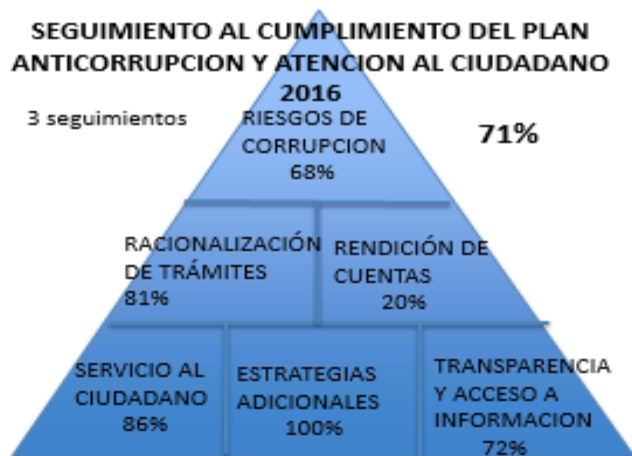 SEGUIMIENTO AL CUMPLIMIENTO DEL PLAN
ANTICORRUPCION Y ATENCION AL CIUDADANO
2016
3 seguimientos
71%
RIESGOS DE
CORRUPCION
68%
RACIONALIZACIÓN
DE TRÁMITES
81%
RENDICIÓN DE
CUENTAS
20%
SERVICIO AL
CIUDADANO
86%
ESTRATEGIAS
ADICIONALES
100%
TRANSPARENCIA
Y ACCESO A
INFORMACION
72%